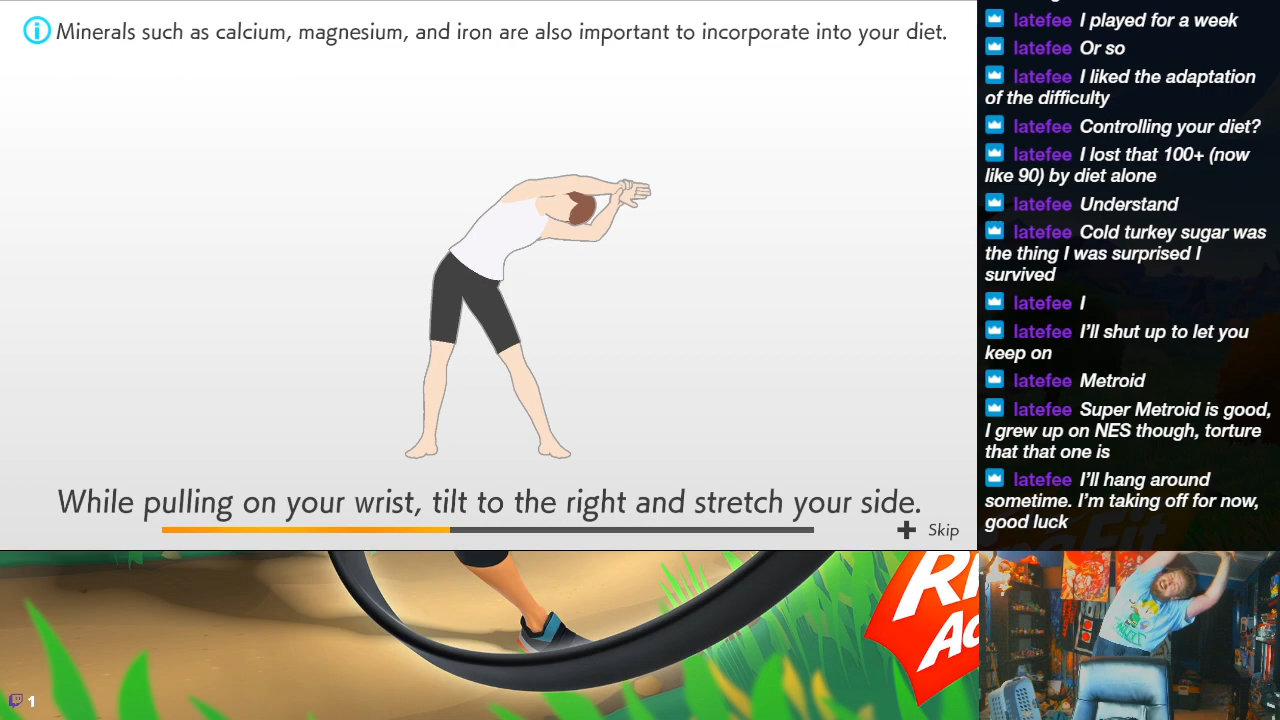 Minerals such as calcium, magnesium, and iron are also important to incorporate into your diet.
While pulling on your wrist, tilt to the right and stretch your side.
Skip
latefee I played for a week
latefee Or so
latefee I liked the adaptation
of the difficulty
latefee Controlling your diet?
latefee I lost that 100+ (now
like 90) by diet alone
latefee Understand
latefee Cold turkey sugar was
the thing I was surprised I
survived
latefee I
latefee I’ll shut up to let you
keep on
latefee Metroid
latefee Super Metroid is good,
I grew up on NES though, torture
that that one is
latefee I’ll hang around
sometime. I’m taking off for now,
good luck
1